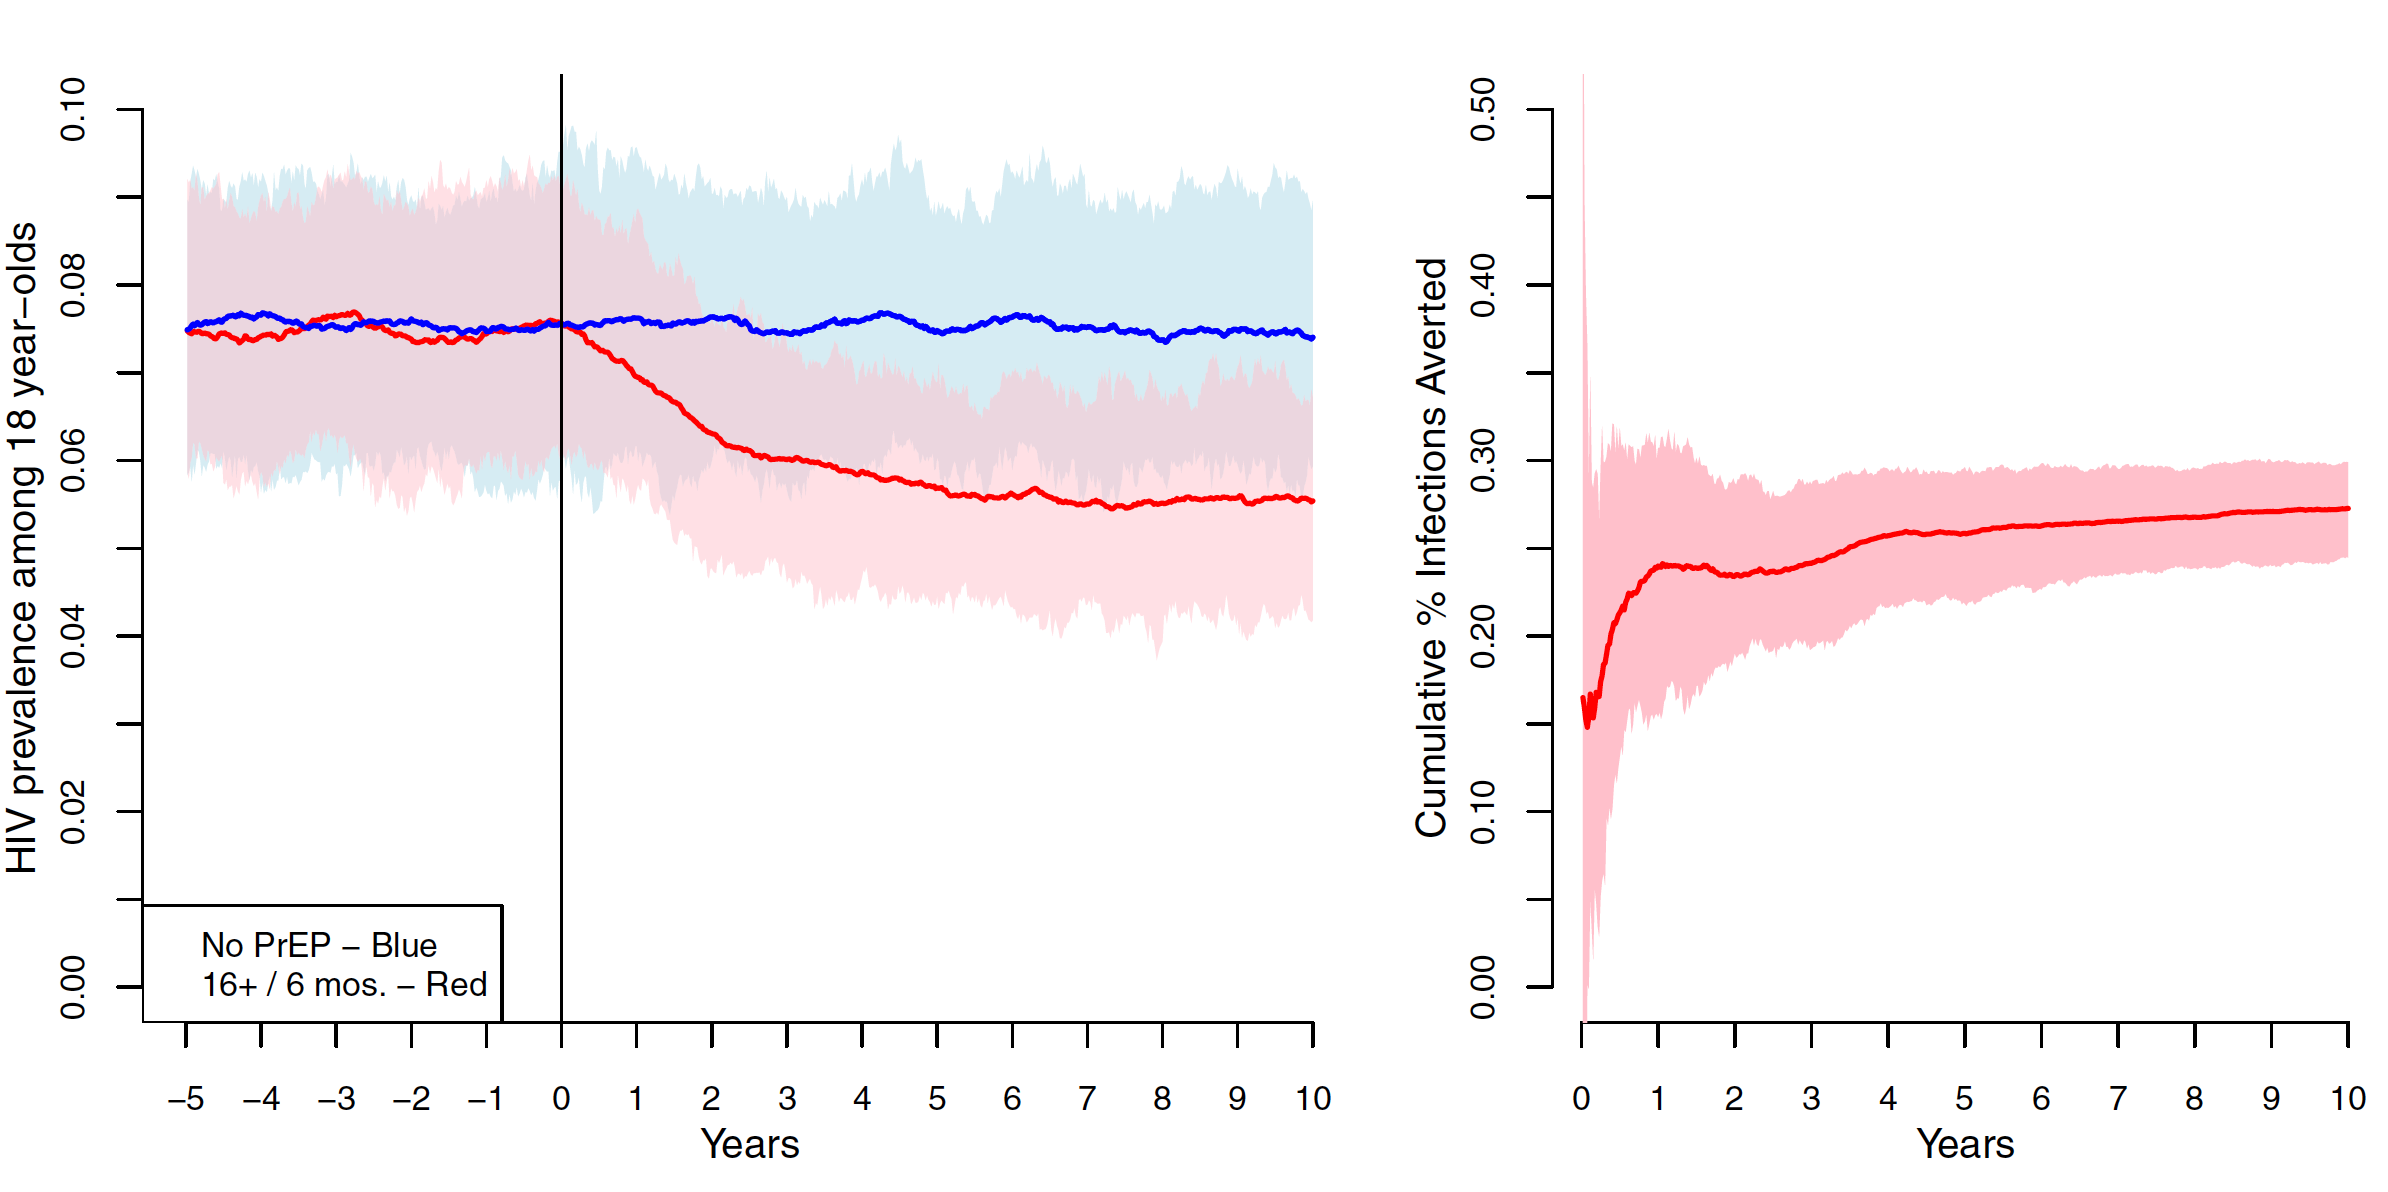 HIV prevalence among 18 year–olds
0.10
0.08
0.06
0.04
0.02
0.00
No PrEP – Blue
16+ / 6 mos. – Red
–5 –4 –3 –2 –1 0 1 2 3 4 5 6 7 8 9 10
Years
Cumulative % Infections Averted
0.50
0.40
0.30
0.20
0.10
0.00
0 1 2 3 4 5 6 7 8 9 10
Years